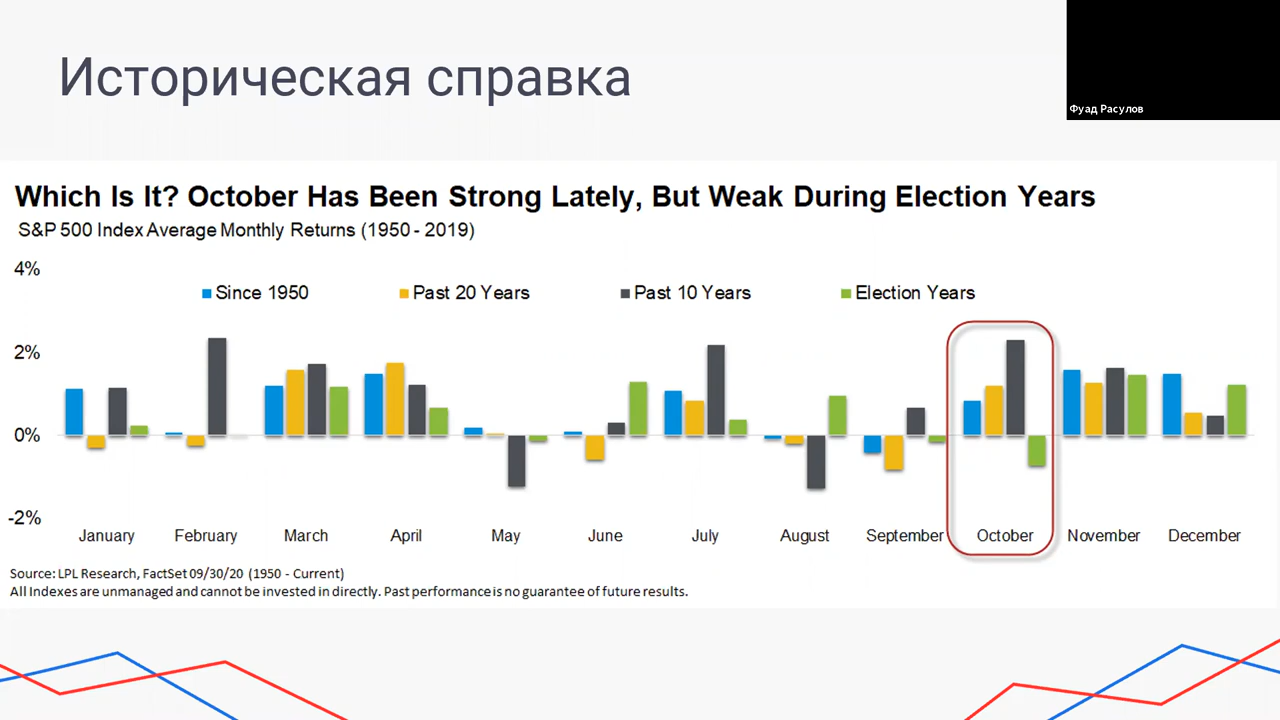 Историческая справка
Фуад Расулов
Which Is It? October Has Been Strong Lately, But Weak During Election Years
S&P 500 Index Average Monthly Returns (1950 - 2019)
4%
Since 1950 Past 20 Years Past 10 Years Election Years
2%
0%
-2%
January February March April May June July August September October November December
Source: LPL Research, FactSet 09/30/20 (1950 - Current)
All Indexes are unmanaged and cannot be invested in directly. Past performance is no guarantee of future results.